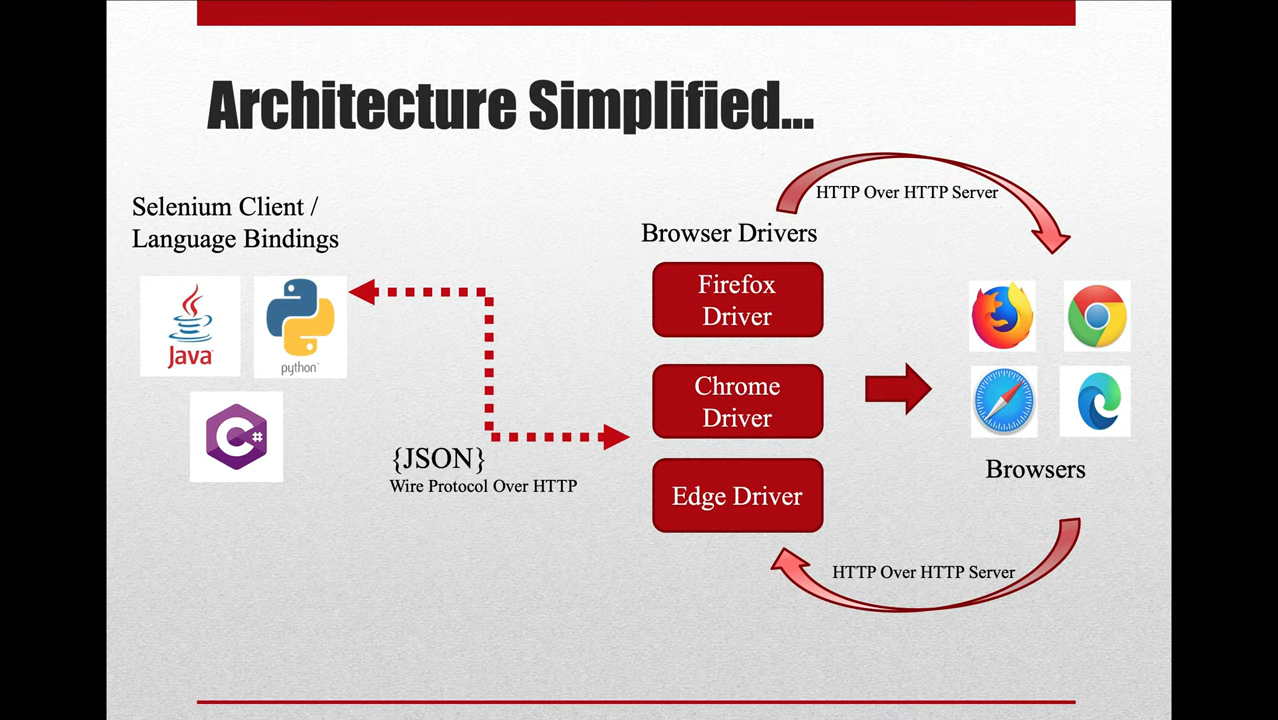 Architecture Simplified...
Selenium Client /
Language Bindings
Java
python
C#
{JSON}
Wire Protocol Over HTTP
Browser Drivers
Firefox
Driver
Chrome
Driver
Edge Driver
HTTP Over HTTP Server
Browsers
HTTP Over HTTP Server